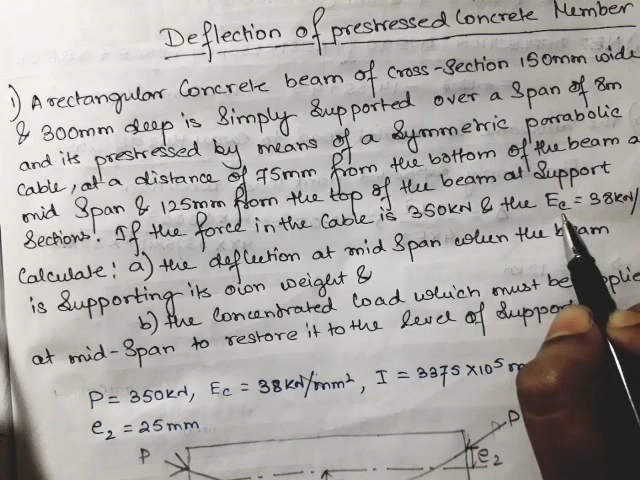 Deflection of prestressed Concrete Member
1) A rectangular Concrete beam of cross-section 150mm wide
& 300mm deep is Simply Supported over a Span of 8m
and its prestressed by means of a Symmetric parrabolic
Cable, at a distance of 75mm from the bottom of the beam a
mid Span & 125mm from the top of the beam at Support
Sections. If the force in the Cable is 350KN & the Ec = 38KN/
Calculate: a) the deflection at mid Span when the beam
is Supporting its own weight &
b) the Concentrated load which must be applie
at mid-Span to restore it to the level of Support
P = 350KN, Ec = 38KN/mm², I = 3375 × 10⁵ m
e₂ = 25mm
P P
e₂